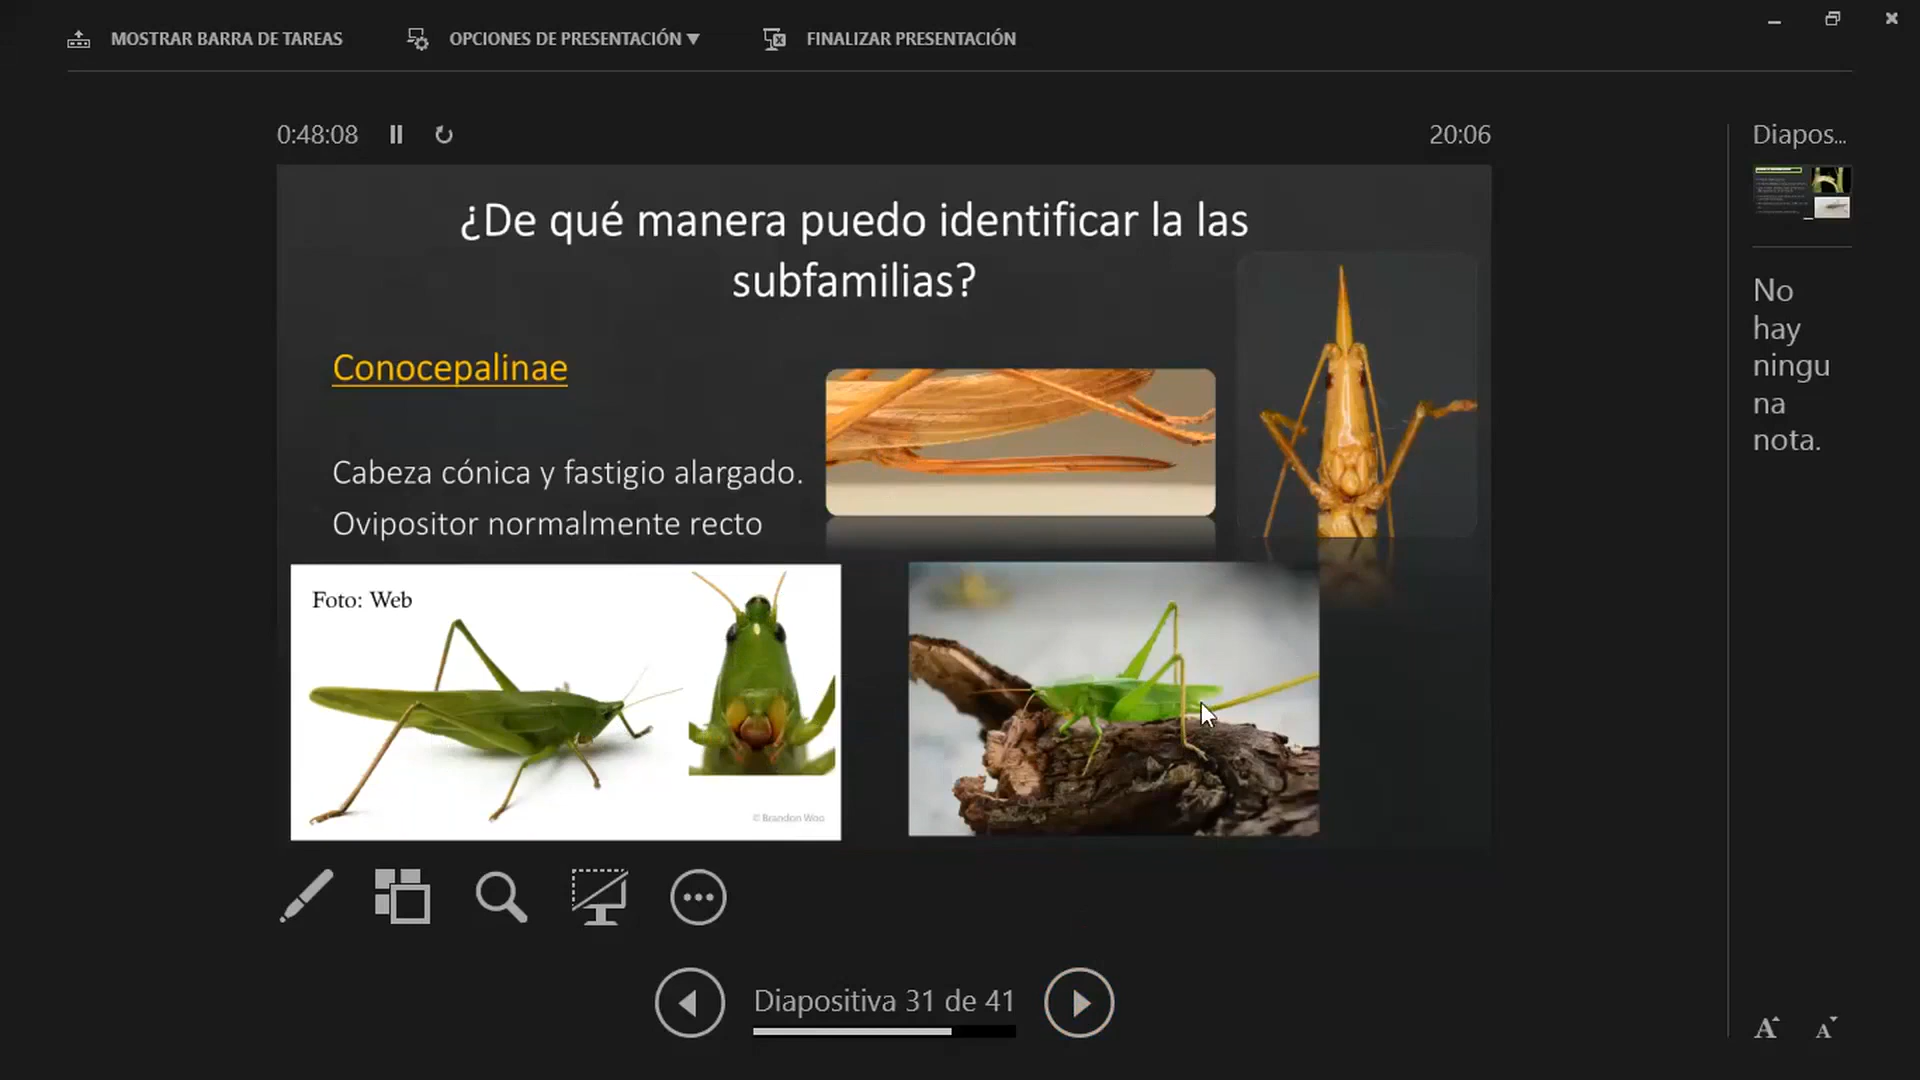 MOSTRAR BARRA DE TAREAS
OPCIONES DE PRESENTACIÓN
FINALIZAR PRESENTACIÓN
0:48:08
20:06
Diapos...
¿De qué manera puedo identificar la las
subfamilias?
Conocepalinae
Cabeza cónica y fastigio alargado.
Ovipositor normalmente recto
Foto: Web
© Brandon Woo
No
hay
ningu
na
nota.
Diapositiva 31 de 41
A A